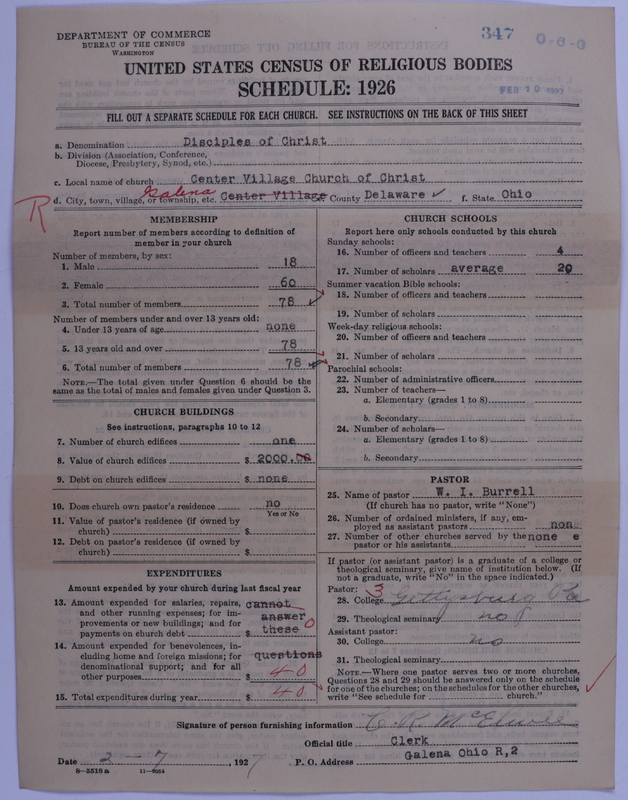 DEPARTMENT OF COMMERCE
BUREAU OF THE CENSUS
WASHINGTON
347
0-6-0
UNITED STATES CENSUS OF RELIGIOUS BODIES
SCHEDULE: 1926
FEB 10 1927
FILL OUT A SEPARATE SCHEDULE FOR EACH CHURCH. SEE INSTRUCTIONS ON THE BACK OF THIS SHEET
a. Denomination Disciples of Christ
b. Division (Association, Conference, Diocese, Presbytery, Synod, etc.)
c. Local name of church Center Village Church of Christ
Galena
R d. City, town, village, or township, etc. Center Village County Delaware ✓ f. State Ohio
MEMBERSHIP
Report number of members according to definition of
member in your church
Number of members, by sex:
1. Male 18
2. Female 60
3. Total number of members 78
Number of members under and over 13 years old:
4. Under 13 years of age none
5. 13 years old and over 78
6. Total number of members 78
NOTE.—The total given under Question 6 should be the
same as the total of males and females given under Question 3.
CHURCH BUILDINGS
See instructions, paragraphs 10 to 12
7. Number of church edifices one
8. Value of church edifices $ 2000.00
9. Debt on church edifices $ none
10. Does church own pastor's residence no
Yes or No
11. Value of pastor's residence (if owned by
church) $
12. Debt on pastor's residence (if owned by
church) $
EXPENDITURES
Amount expended by your church during last fiscal year
13. Amount expended for salaries, repairs, cannot
and other running expenses; for im-
provements or new buildings; and for answer 0
payments on church debt $ these
14. Amount expended for benevolences, in-
cluding home and foreign missions; for questions
denominational support; and for all
other purposes $ 40
15. Total expenditures during year $ 40
CHURCH SCHOOLS
Report here only schools conducted by this church
Sunday schools:
16. Number of officers and teachers 4
17. Number of scholars average 20
Summer vacation Bible schools:
18. Number of officers and teachers
19. Number of scholars
Week-day religious schools:
20. Number of officers and teachers
21. Number of scholars
Parochial schools:
22. Number of administrative officers
23. Number of teachers—
a. Elementary (grades 1 to 8)
b. Secondary
24. Number of scholars—
a. Elementary (grades 1 to 8)
b. Secondary
PASTOR
25. Name of pastor W. I. Burrell
(If church has no pastor, write "None")
26. Number of ordained ministers, if any, em-
ployed as assistant pastors non
27. Number of other churches served by the none e
pastor or his assistants
If pastor (or assistant pastor) is a graduate of a college or
theological seminary, give name of institution below. (If
not a graduate, write "No" in the space indicated.)
Pastor: 3
28. College Gettysburg Pa
29. Theological seminary no
Assistant pastor:
30. College no
31. Theological seminary
NOTE.—Where one pastor serves two or more churches,
Questions 28 and 29 should be answered only on the schedule
for one of the churches; on the schedules for the other churches,
write "See schedule for ........ church."
Signature of person furnishing information
Official title Clerk
Date 2-7, 1927 P. O. Address Galena Ohio R,2
8-5518a 11-9054